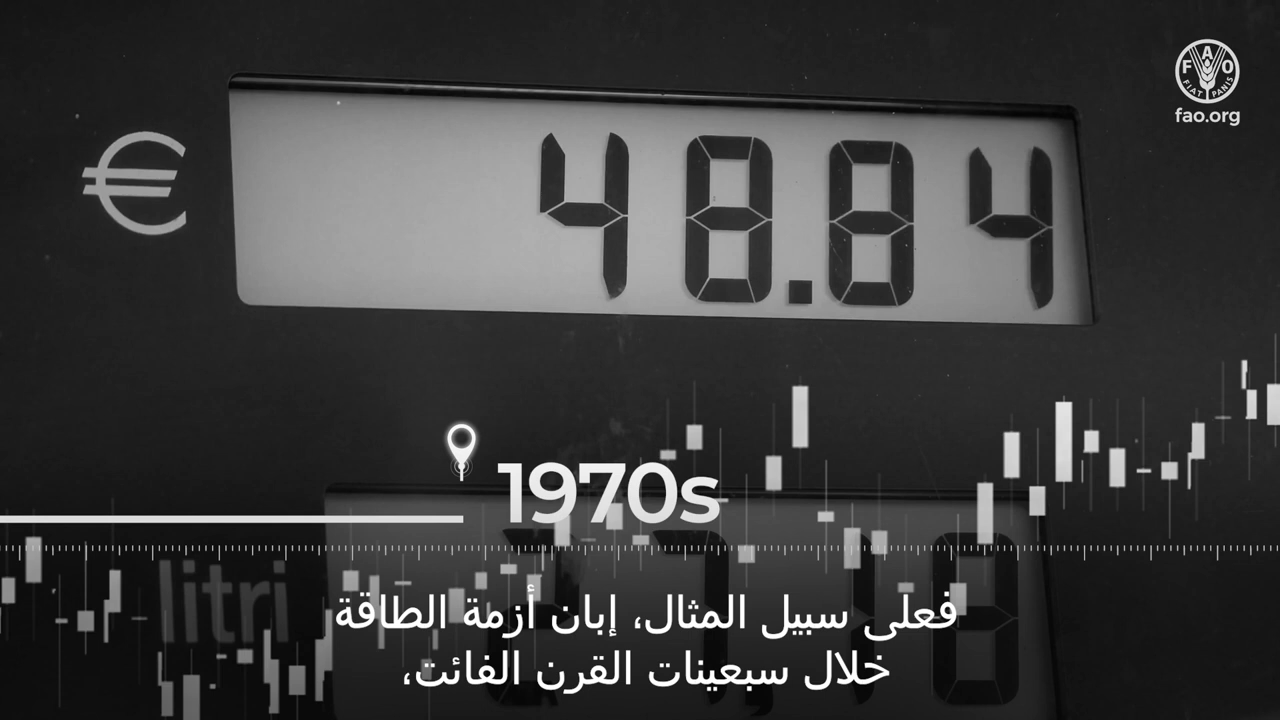 € 48.84
FAO
FIAT PANIS
fao.org
1970s
litri
فعلى سبيل المثال، إبان أزمة الطاقة
خلال سبعينات القرن الفائت،